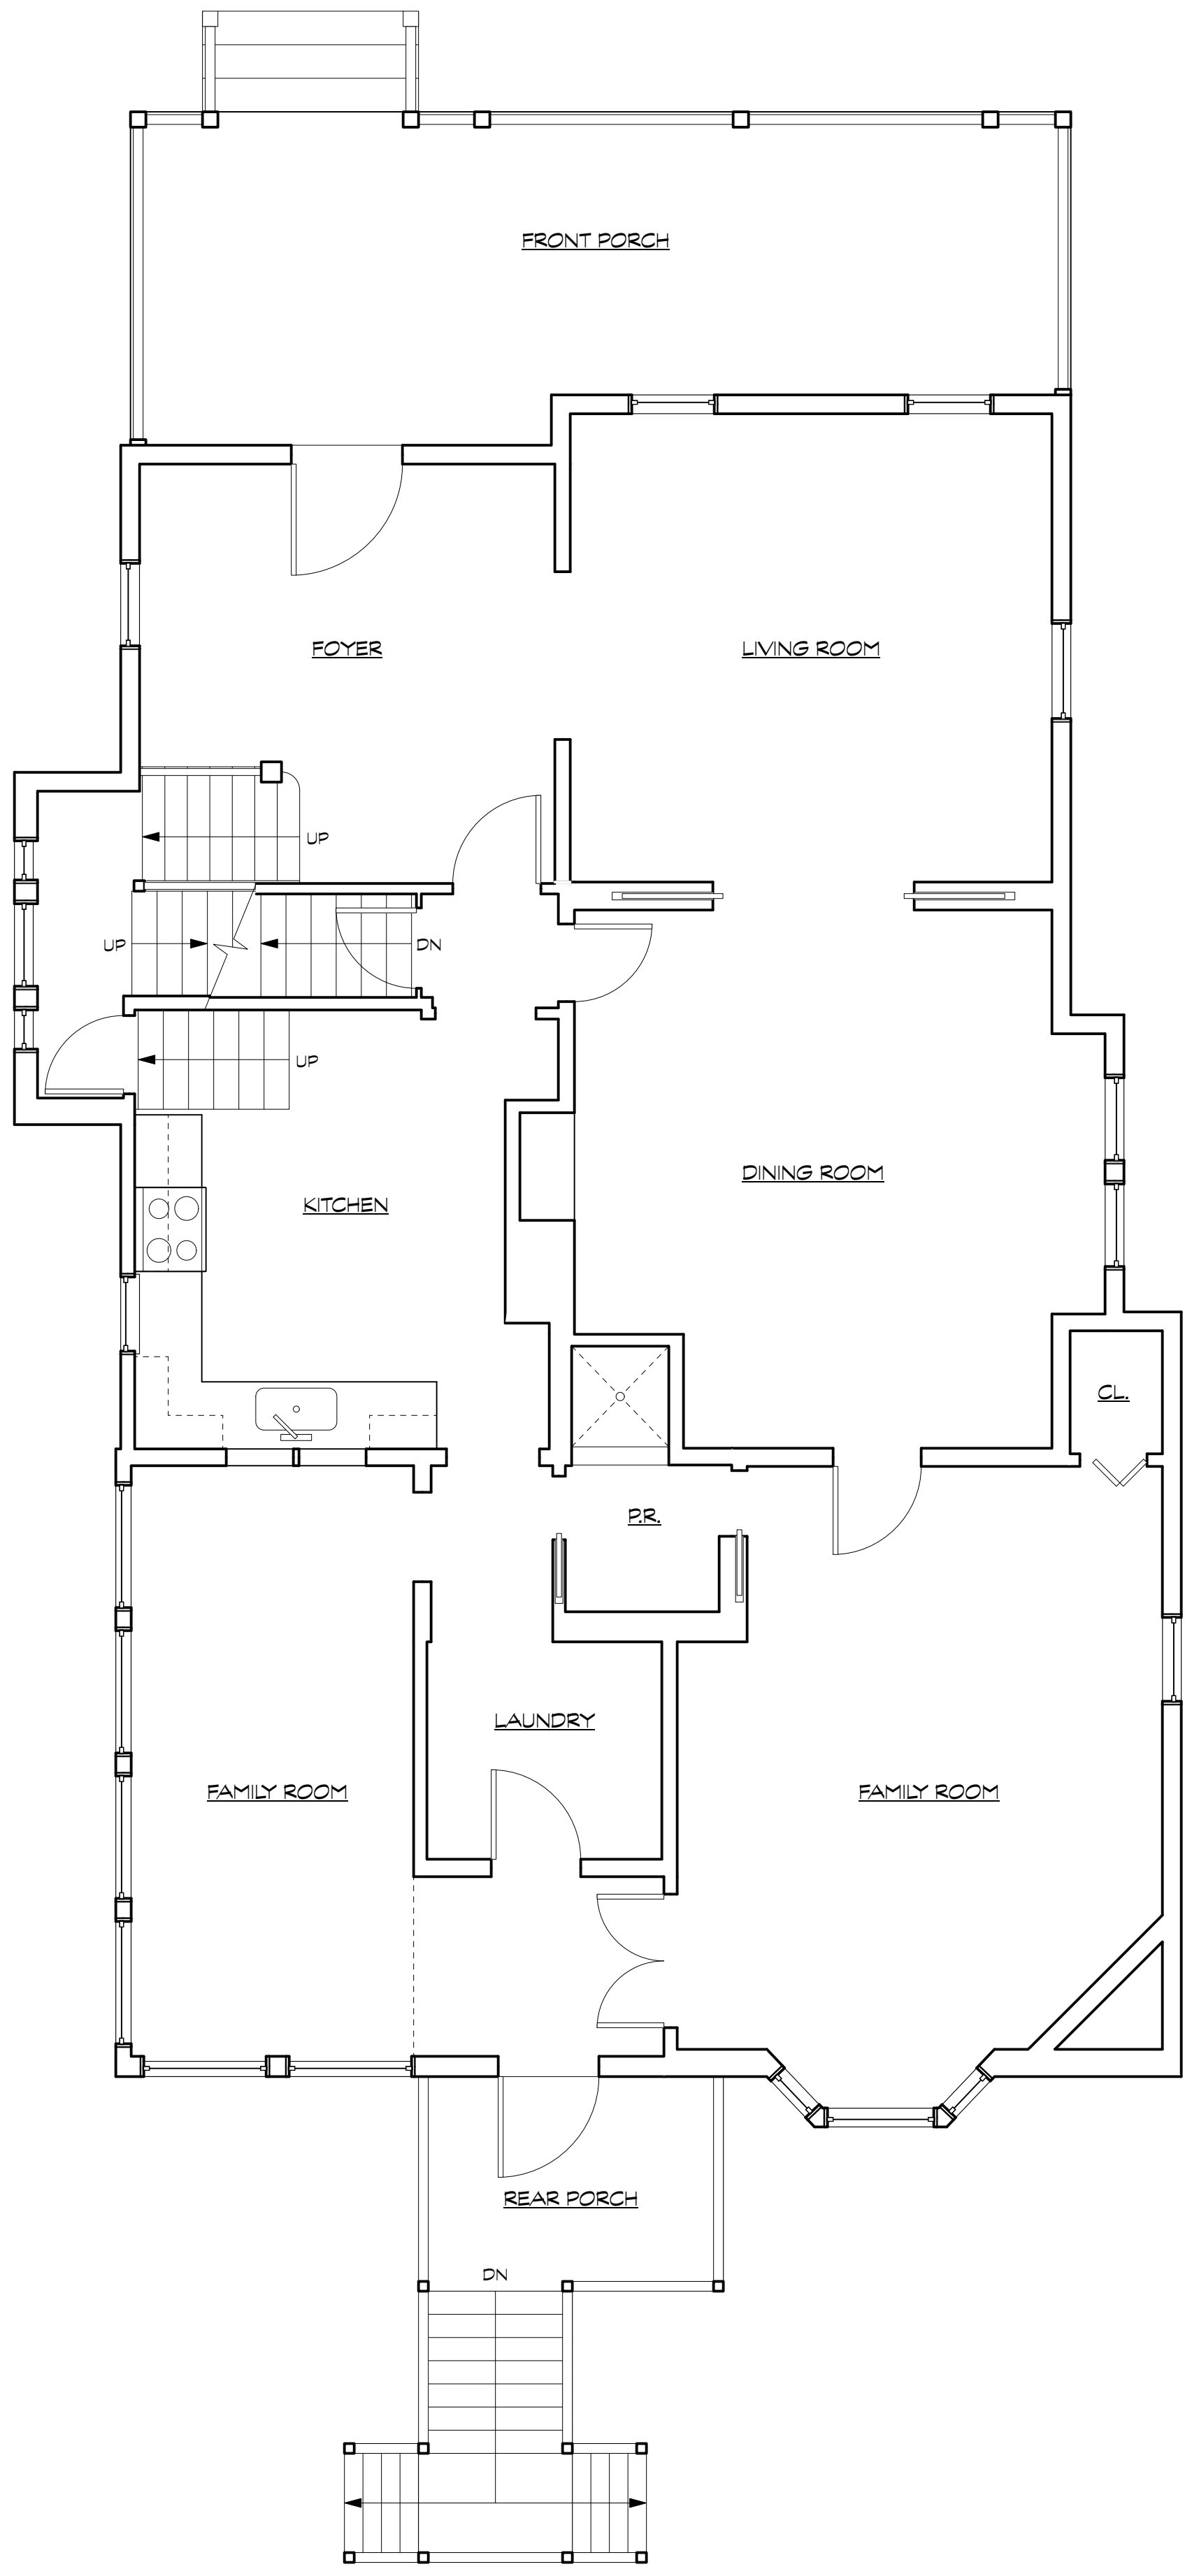 FRONT PORCH
FOYER
LIVING ROOM
UP
UP
DN
UP
DINING ROOM
KITCHEN
CL.
P.R.
LAUNDRY
FAMILY ROOM
FAMILY ROOM
REAR PORCH
DN